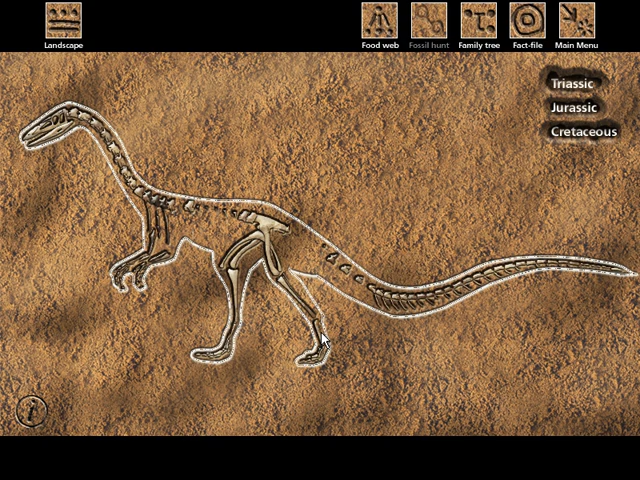 Landscape
Food web
Fossil hunt
Family tree
Fact-file
Main Menu
Triassic
Jurassic
Cretaceous
i